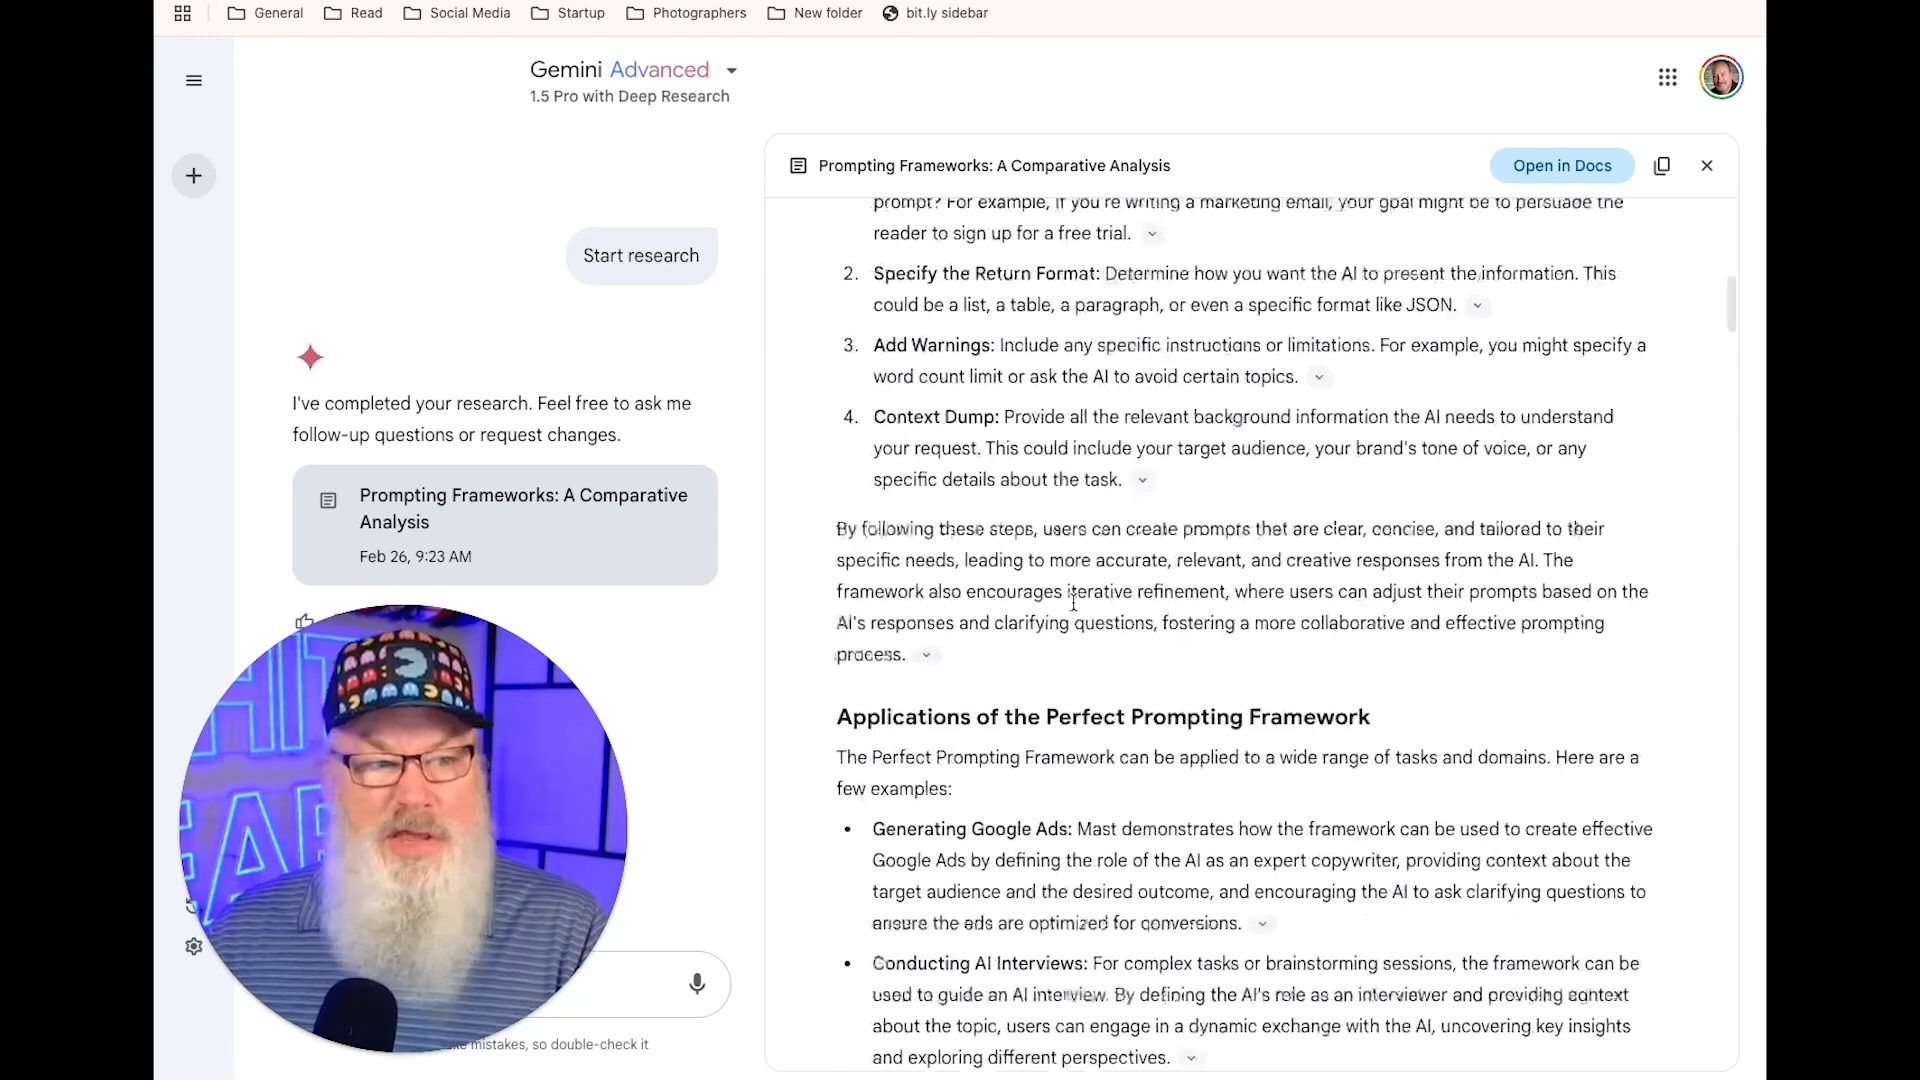 General
Read
Social Media
Startup
Photographers
New folder
bit.ly sidebar
Gemini Advanced
1.5 Pro with Deep Research
Start research
I've completed your research. Feel free to ask me
follow-up questions or request changes.
Prompting Frameworks: A Comparative
Analysis
Feb 26, 9:23 AM
mistakes, so double-check it
Prompting Frameworks: A Comparative Analysis
Open in Docs
prompt? For example, if you're writing a marketing email, your goal might be to persuade the
reader to sign up for a free trial.
2. Specify the Return Format: Determine how you want the AI to present the information. This
could be a list, a table, a paragraph, or even a specific format like JSON.
3. Add Warnings: Include any specific instructions or limitations. For example, you might specify a
word count limit or ask the AI to avoid certain topics.
4. Context Dump: Provide all the relevant background information the AI needs to understand
your request. This could include your target audience, your brand's tone of voice, or any
specific details about the task.
By following these steps, users can create prompts that are clear, concise, and tailored to their
specific needs, leading to more accurate, relevant, and creative responses from the AI. The
framework also encourages iterative refinement, where users can adjust their prompts based on the
AI's responses and clarifying questions, fostering a more collaborative and effective prompting
process.
Applications of the Perfect Prompting Framework
The Perfect Prompting Framework can be applied to a wide range of tasks and domains. Here are a
few examples:
• Generating Google Ads: Mast demonstrates how the framework can be used to create effective
Google Ads by defining the role of the AI as an expert copywriter, providing context about the
target audience and the desired outcome, and encouraging the AI to ask clarifying questions to
ensure the ads are optimized for conversions.
• Conducting AI Interviews: For complex tasks or brainstorming sessions, the framework can be
used to guide an AI interview. By defining the AI's role as an interviewer and providing context
about the topic, users can engage in a dynamic exchange with the AI, uncovering key insights
and exploring different perspectives.